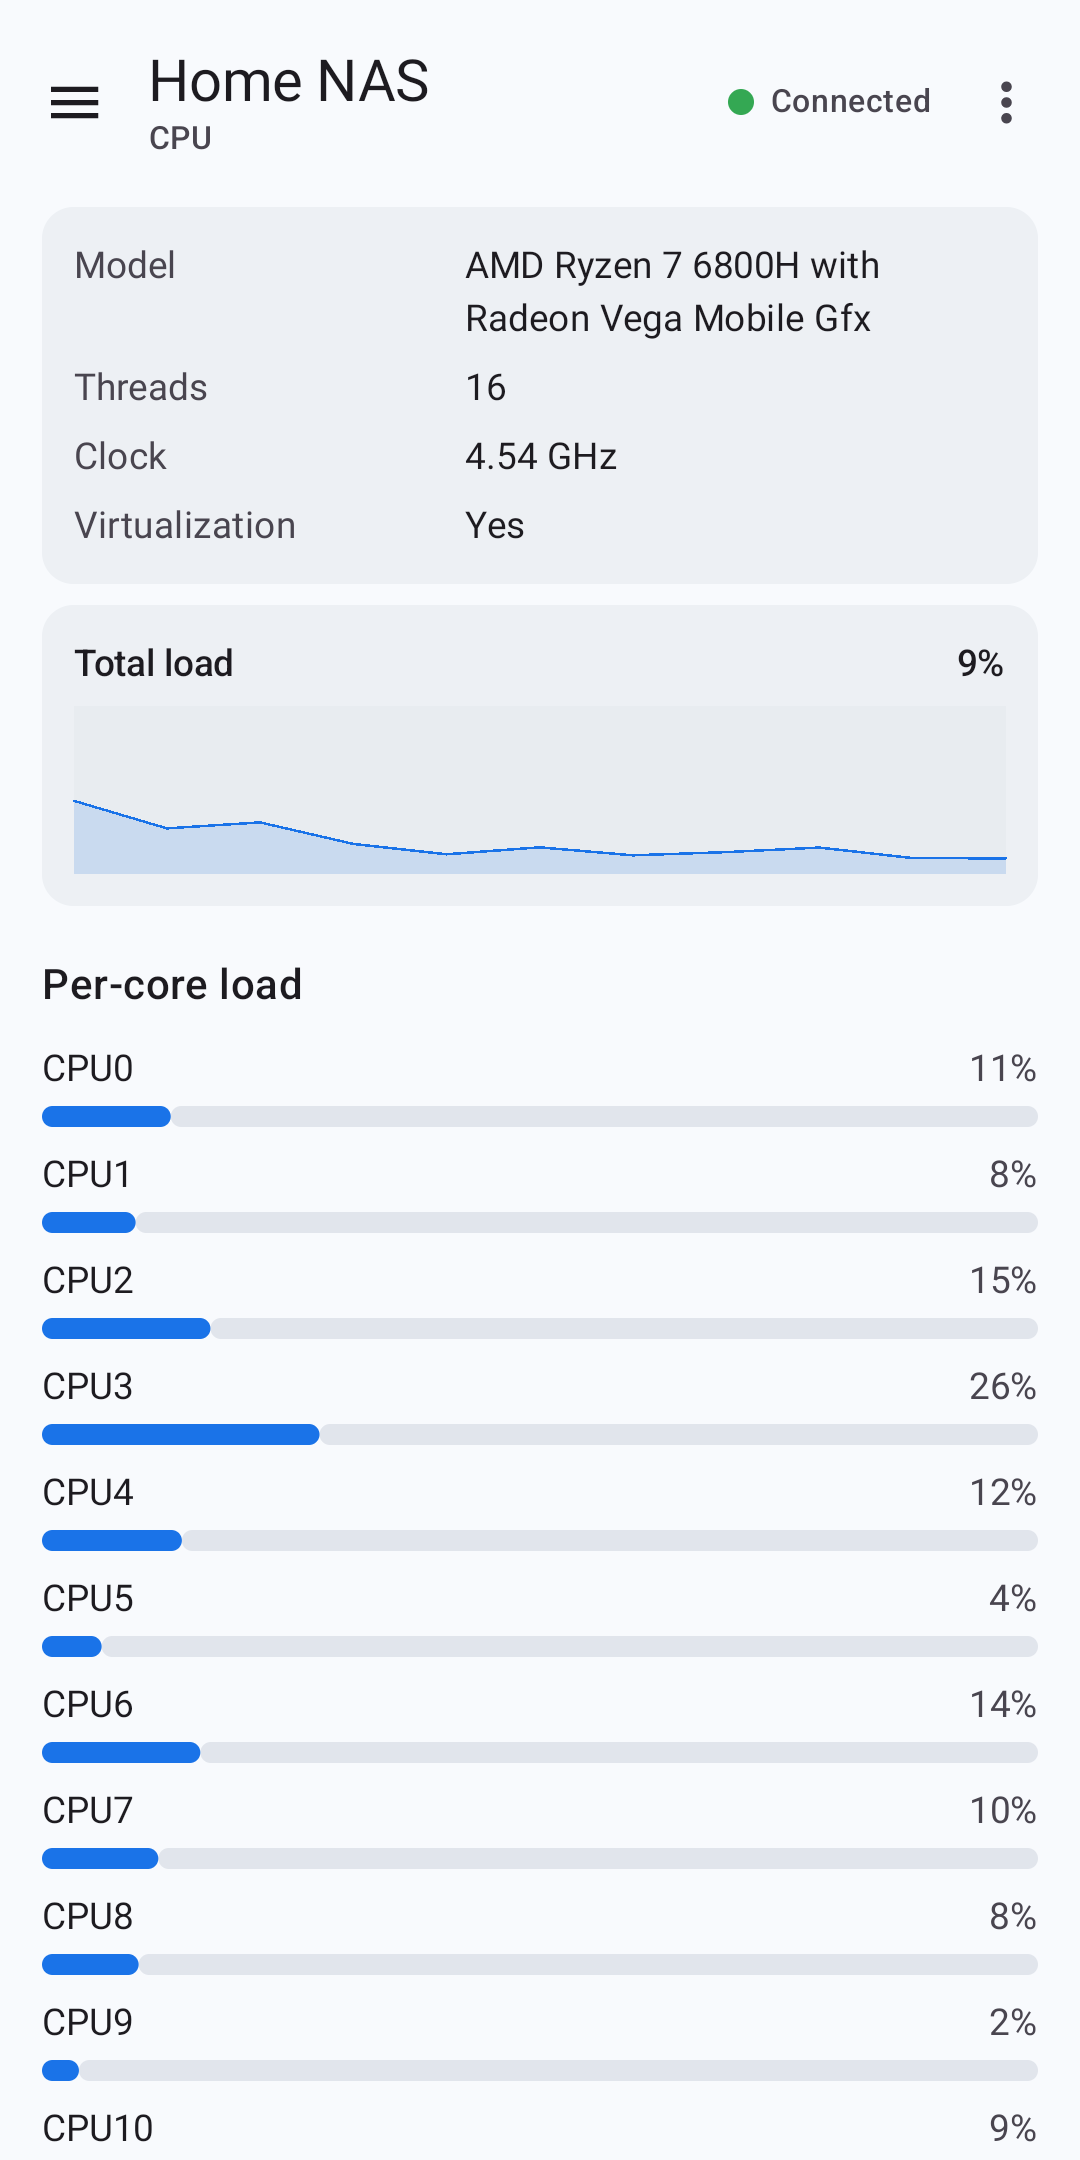 Home NAS
CPU
Connected
Model
AMD Ryzen 7 6800H with
Radeon Vega Mobile Gfx
Threads
16
Clock
4.54 GHz
Virtualization
Yes
Total load
9%
Per-core load
CPU0
11%
CPU1
8%
CPU2
15%
CPU3
26%
CPU4
12%
CPU5
4%
CPU6
14%
CPU7
10%
CPU8
8%
CPU9
2%
CPU10
9%